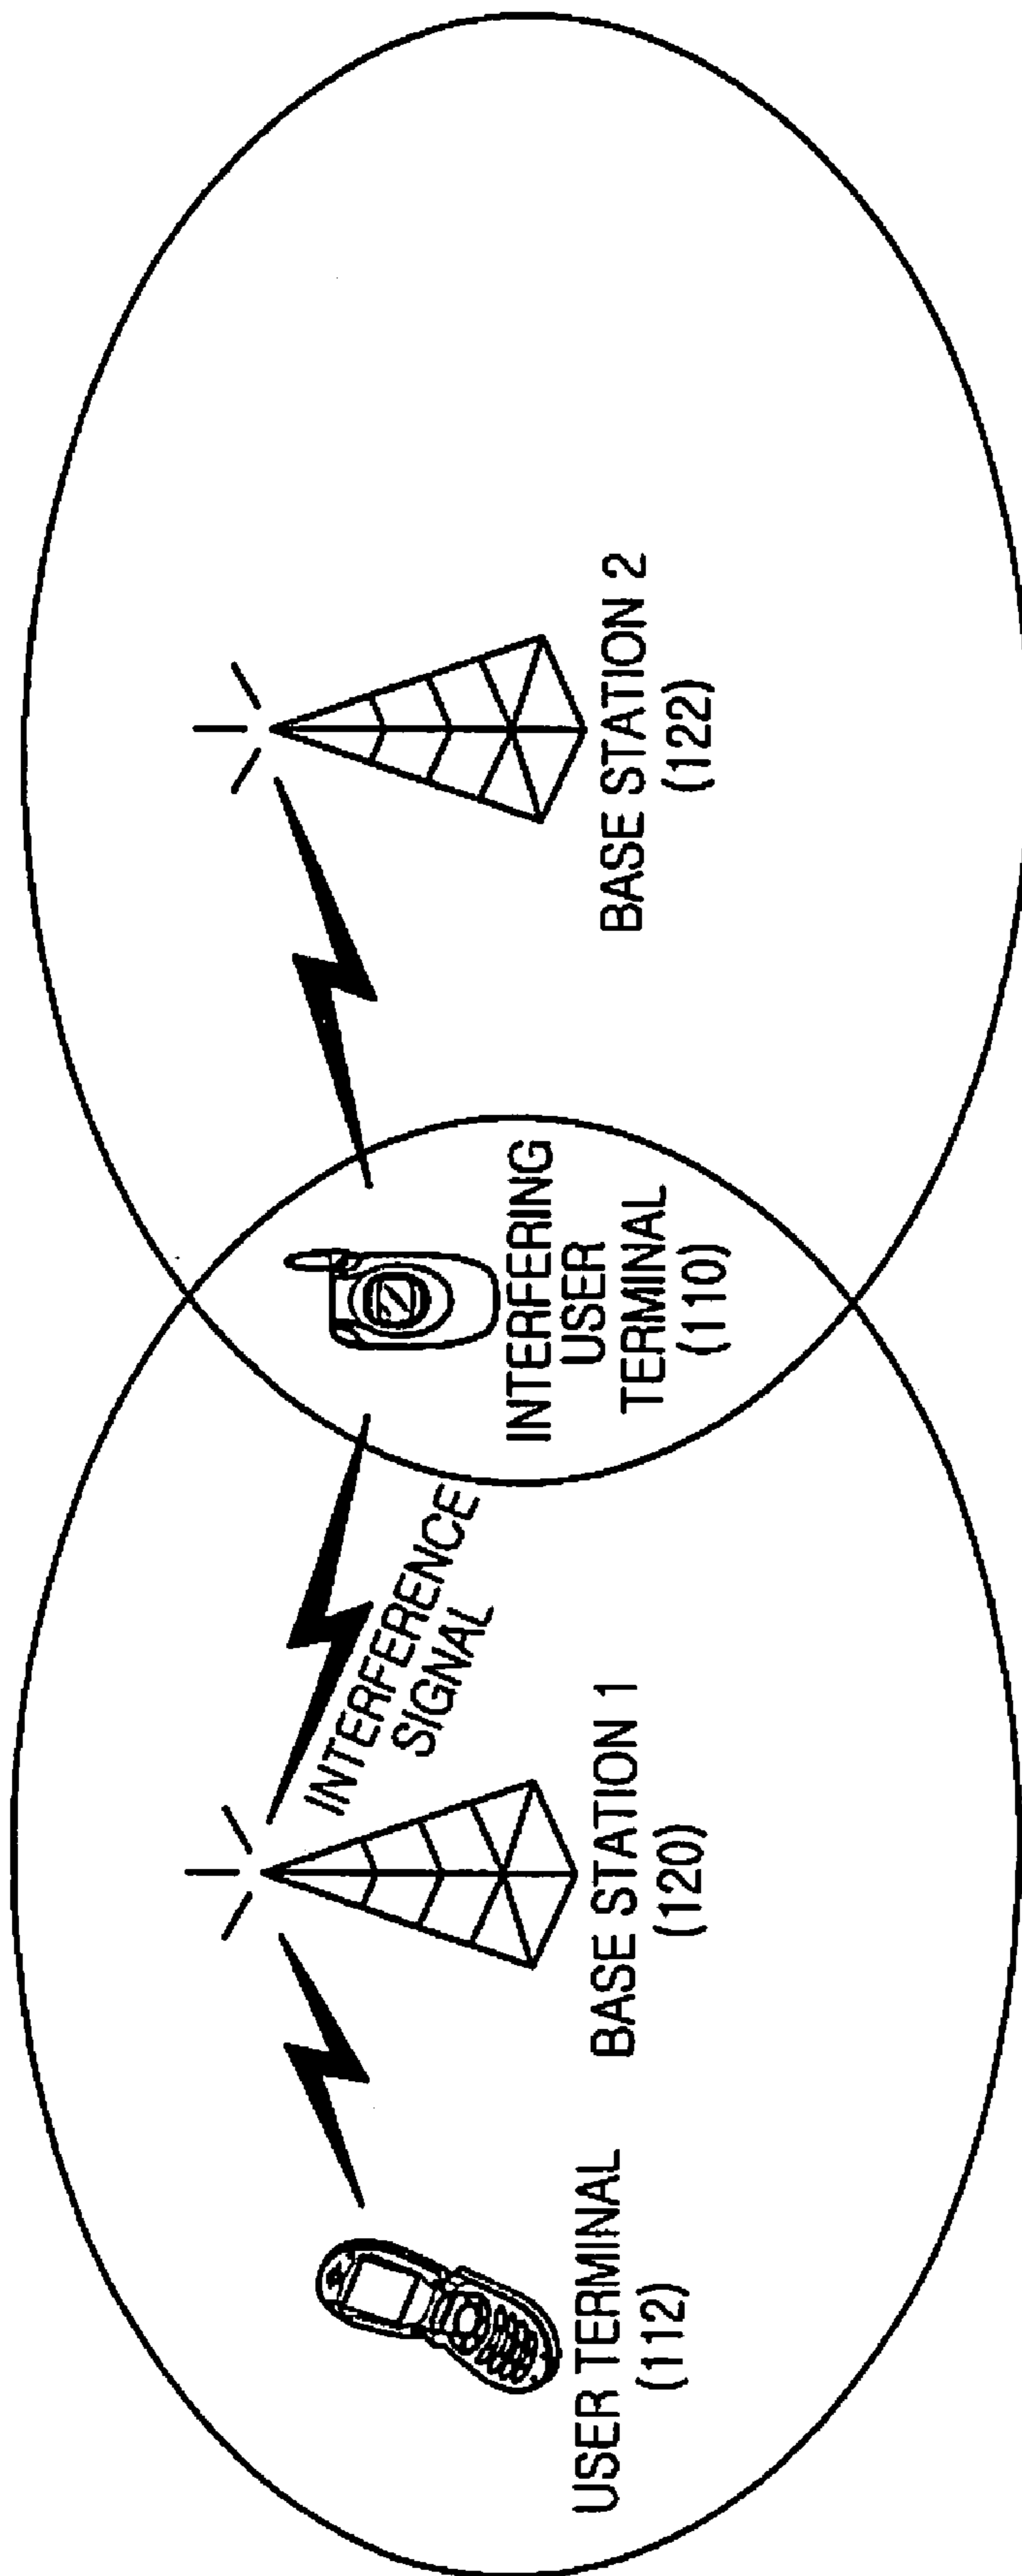 USER TERMINAL
(112)
BASE STATION 1
(120)
INTERFERENCE
SIGNAL
INTERFERING
USER
TERMINAL
(110)
BASE STATION 2
(122)